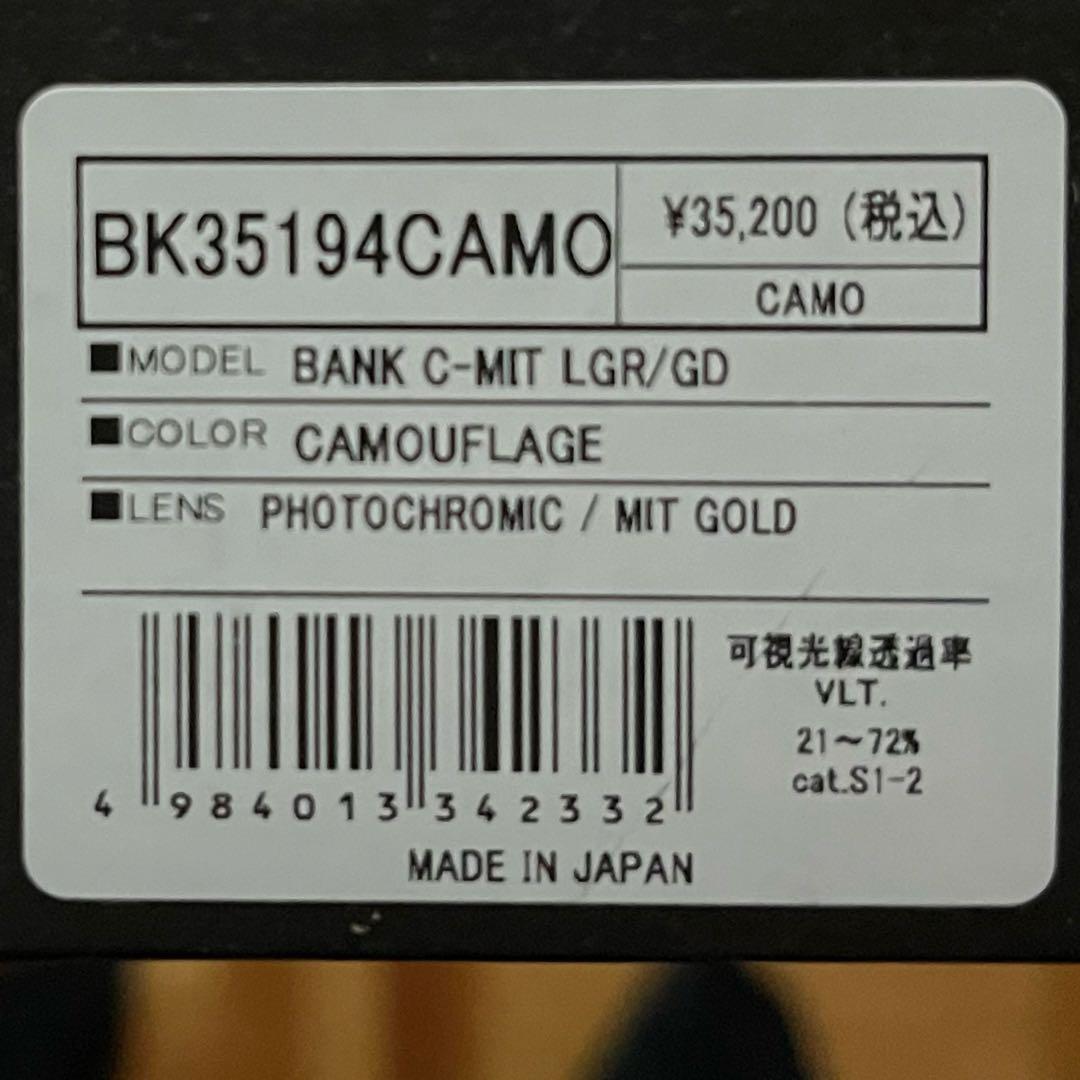 BK35194CAMO
¥35,200 (税込)
CAMO
■MODEL BANK C-MIT LGR/GD
■COLOR CAMOUFLAGE
■LENS PHOTOCHROMIC / MIT GOLD
可視光線透過率
VLT.
21〜72%
cat.S1-2
4 984013 342332
MADE IN JAPAN